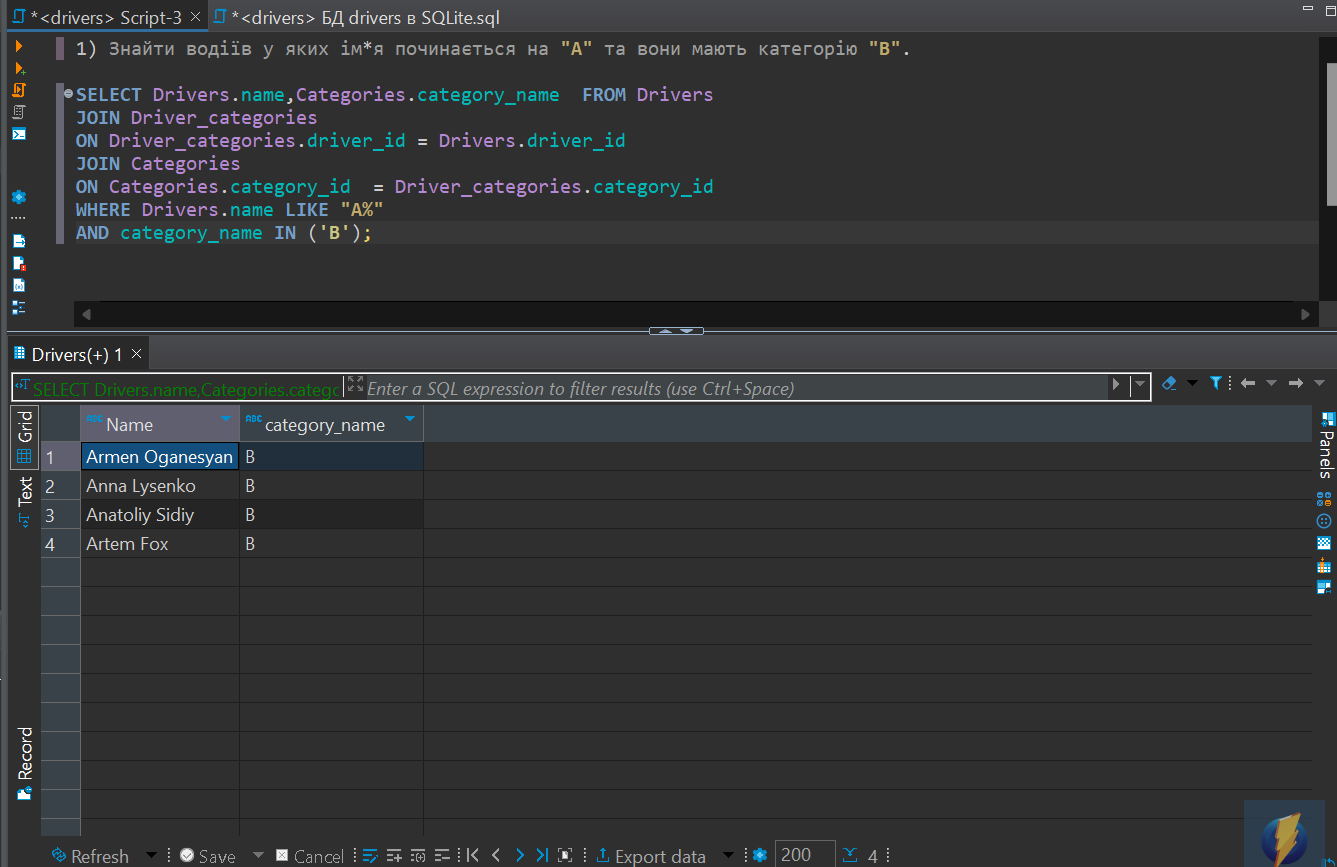 *<drivers> Script-3
*<drivers> БД drivers в SQLite.sql
1) Знайти водіїв у яких ім*я починається на "А" та вони мають категорію "В".
SELECT Drivers.name,Categories.category_name  FROM Drivers
JOIN Driver_categories
ON Driver_categories.driver_id = Drivers.driver_id
JOIN Categories
ON Categories.category_id  = Driver_categories.category_id
WHERE Drivers.name LIKE "A%"
AND category_name IN ('B');
Drivers(+) 1
SELECT Drivers.name,Categories.categc
Enter a SQL expression to filter results (use Ctrl+Space)
Grid
Text
Record
Panels
ABC Name ABC category_name
1 Armen Oganesyan B
2 Anna Lysenko B
3 Anatoliy Sidiy B
4 Artem Fox B
Refresh Save Cancel Export data 200 4